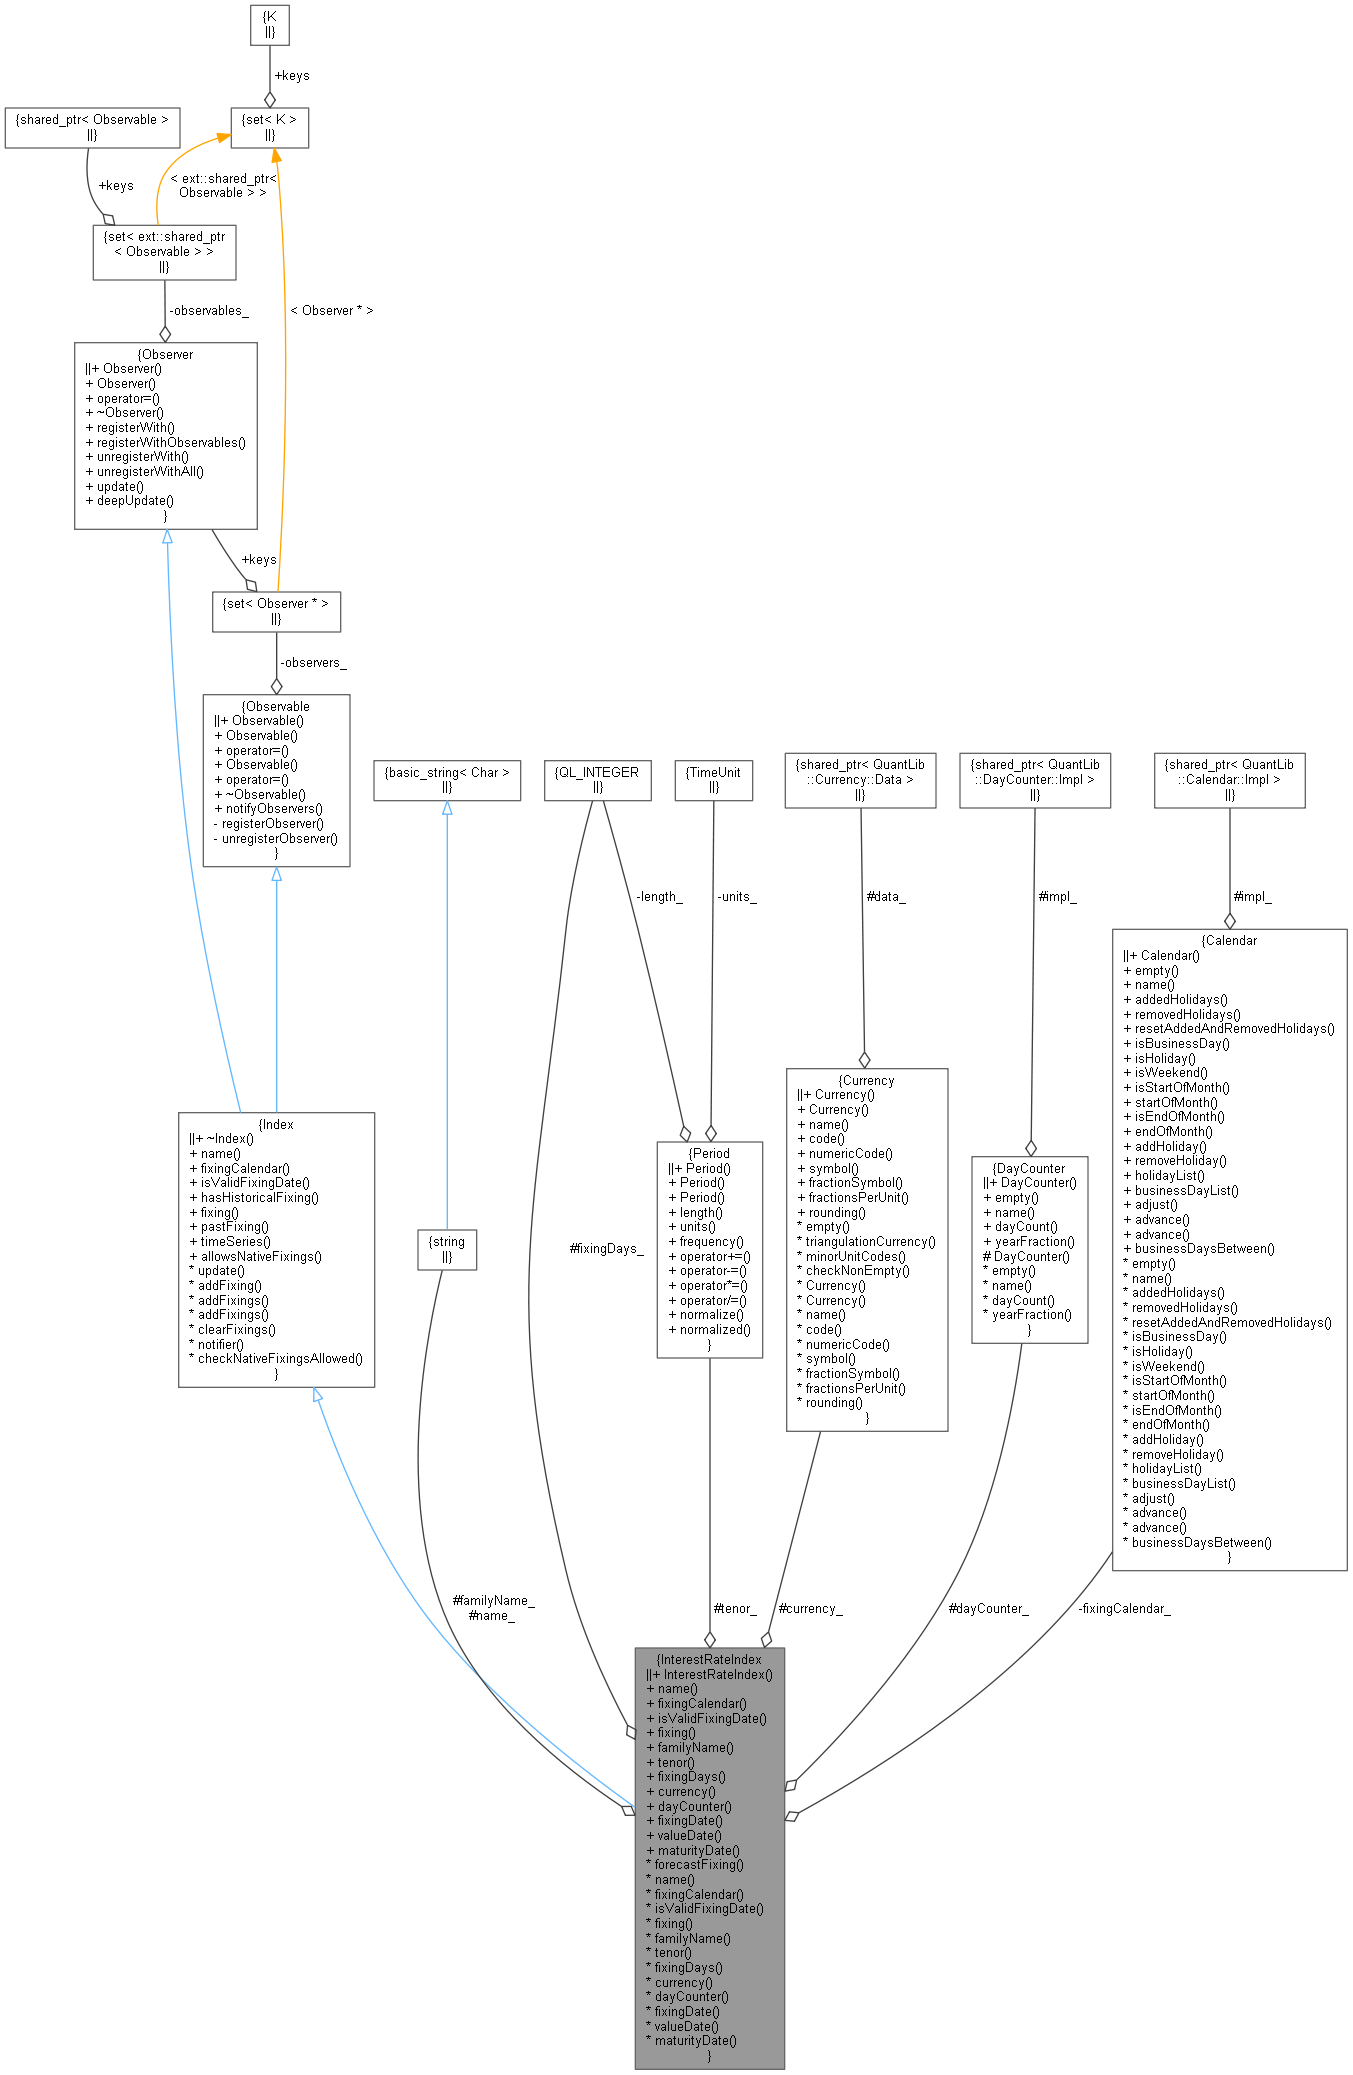 {K
||}
+keys
{shared_ptr< Observable >
||}
{set< K >
||}
+keys
< ext::shared_ptr<
Observable > >
{set< ext::shared_ptr
< Observable > >
||}
-observables_
< Observer * >
{Observer
||+ Observer()
+ Observer()
+ operator=()
+ ~Observer()
+ registerWith()
+ registerWithObservables()
+ unregisterWith()
+ unregisterWithAll()
+ update()
+ deepUpdate()
}
+keys
{set< Observer * >
||}
-observers_
{Observable
||+ Observable()
+ Observable()
+ operator=()
+ Observable()
+ operator=()
+ ~Observable()
+ notifyObservers()
- registerObserver()
- unregisterObserver()
}
{basic_string< Char >
||}
{QL_INTEGER
||}
{TimeUnit
||}
{shared_ptr< QuantLib
::Currency::Data >
||}
{shared_ptr< QuantLib
::DayCounter::Impl >
||}
{shared_ptr< QuantLib
::Calendar::Impl >
||}
-length_
-units_
#data_
#impl_
#impl_
{Index
||+ ~Index()
+ name()
+ fixingCalendar()
+ isValidFixingDate()
+ hasHistoricalFixing()
+ fixing()
+ pastFixing()
+ timeSeries()
+ allowsNativeFixings()
* update()
* addFixing()
* addFixings()
* addFixings()
* clearFixings()
* notifier()
* checkNativeFixingsAllowed()
}
{string
||}
#fixingDays_
{Period
||+ Period()
+ Period()
+ Period()
+ length()
+ units()
+ frequency()
+ operator+=()
+ operator-=()
+ operator*=()
+ operator/=()
+ normalize()
+ normalized()
}
{Currency
||+ Currency()
+ Currency()
+ name()
+ code()
+ numericCode()
+ symbol()
+ fractionSymbol()
+ fractionsPerUnit()
+ rounding()
* empty()
* triangulationCurrency()
* minorUnitCodes()
* checkNonEmpty()
* Currency()
* Currency()
* name()
* code()
* numericCode()
* symbol()
* fractionSymbol()
* fractionsPerUnit()
* rounding()
}
{DayCounter
||+ DayCounter()
+ empty()
+ name()
+ dayCount()
+ yearFraction()
# DayCounter()
* empty()
* name()
* dayCount()
* yearFraction()
}
{Calendar
||+ Calendar()
+ empty()
+ name()
+ addedHolidays()
+ removedHolidays()
+ resetAddedAndRemovedHolidays()
+ isBusinessDay()
+ isHoliday()
+ isWeekend()
+ isStartOfMonth()
+ startOfMonth()
+ isEndOfMonth()
+ endOfMonth()
+ addHoliday()
+ removeHoliday()
+ holidayList()
+ businessDayList()
+ adjust()
+ advance()
+ advance()
+ businessDaysBetween()
* empty()
* name()
* addedHolidays()
* removedHolidays()
* resetAddedAndRemovedHolidays()
* isBusinessDay()
* isHoliday()
* isWeekend()
* isStartOfMonth()
* startOfMonth()
* isEndOfMonth()
* endOfMonth()
* addHoliday()
* removeHoliday()
* holidayList()
* businessDayList()
* adjust()
* advance()
* advance()
* businessDaysBetween()
}
#familyName_
#name_
#tenor_
#currency_
#dayCounter_
-fixingCalendar_
{InterestRateIndex
||+ InterestRateIndex()
+ name()
+ fixingCalendar()
+ isValidFixingDate()
+ fixing()
+ familyName()
+ tenor()
+ fixingDays()
+ currency()
+ dayCounter()
+ fixingDate()
+ valueDate()
+ maturityDate()
* forecastFixing()
* name()
* fixingCalendar()
* isValidFixingDate()
* fixing()
* familyName()
* tenor()
* fixingDays()
* currency()
* dayCounter()
* fixingDate()
* valueDate()
* maturityDate()
}